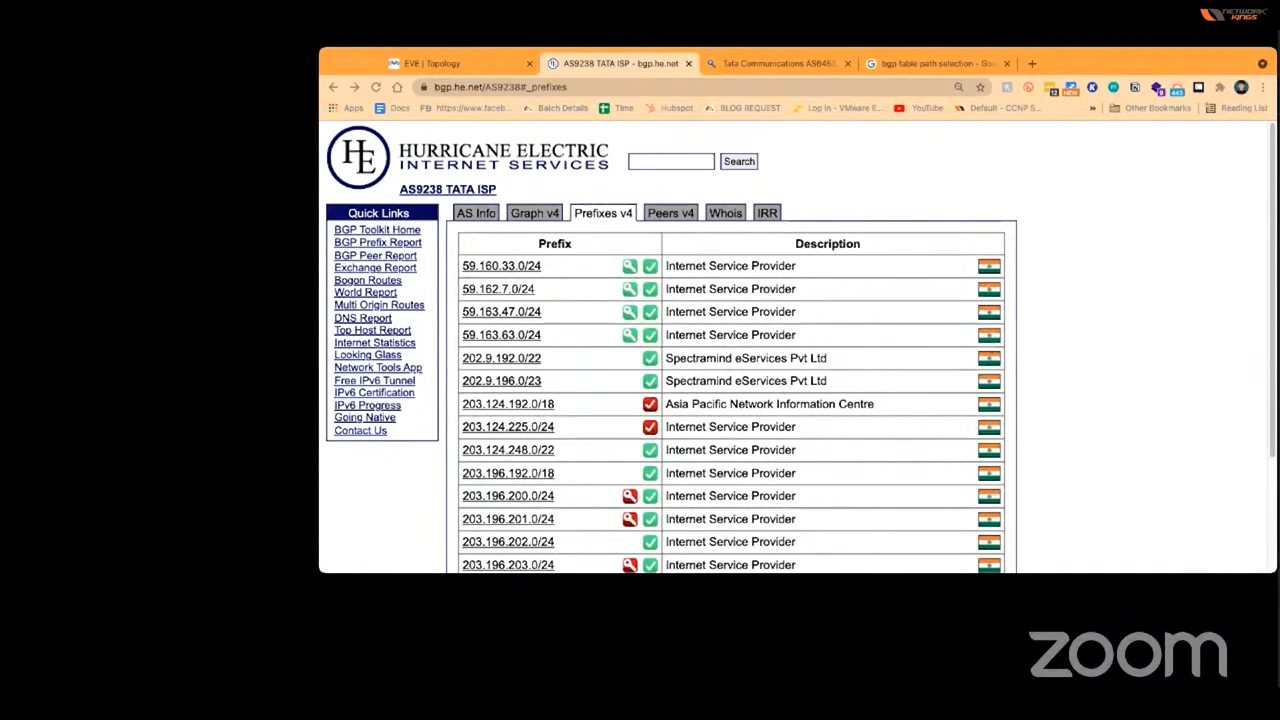 NETWORK
KINGS
EVE | Topology
AS9238 TATA ISP - bgp.he.net
Tata Communications AS6453
bgp table path selection - Goo
bgp.he.net/AS9238#_prefixes
12
NEW
Apps
Docs
FB https://www.faceb...
Batch Details
Time
Hubspot
BLOG REQUEST
Log In - VMware E...
YouTube
Default - CCNP S...
»
Other Bookmarks
Reading List
HE
HURRICANE ELECTRIC
INTERNET SERVICES
Search
AS9238 TATA ISP
Quick Links
BGP Toolkit Home
BGP Prefix Report
BGP Peer Report
Exchange Report
Bogon Routes
World Report
Multi Origin Routes
DNS Report
Top Host Report
Internet Statistics
Looking Glass
Network Tools App
Free IPv6 Tunnel
IPv6 Certification
IPv6 Progress
Going Native
Contact Us
AS Info
Graph v4
Prefixes v4
Peers v4
Whois
IRR
Prefix Description
59.160.33.0/24 Internet Service Provider
59.162.7.0/24 Internet Service Provider
59.163.47.0/24 Internet Service Provider
59.163.63.0/24 Internet Service Provider
202.9.192.0/22 Spectramind eServices Pvt Ltd
202.9.196.0/23 Spectramind eServices Pvt Ltd
203.124.192.0/18 Asia Pacific Network Information Centre
203.124.225.0/24 Internet Service Provider
203.124.248.0/22 Internet Service Provider
203.196.192.0/18 Internet Service Provider
203.196.200.0/24 Internet Service Provider
203.196.201.0/24 Internet Service Provider
203.196.202.0/24 Internet Service Provider
203.196.203.0/24 Internet Service Provider
zoom